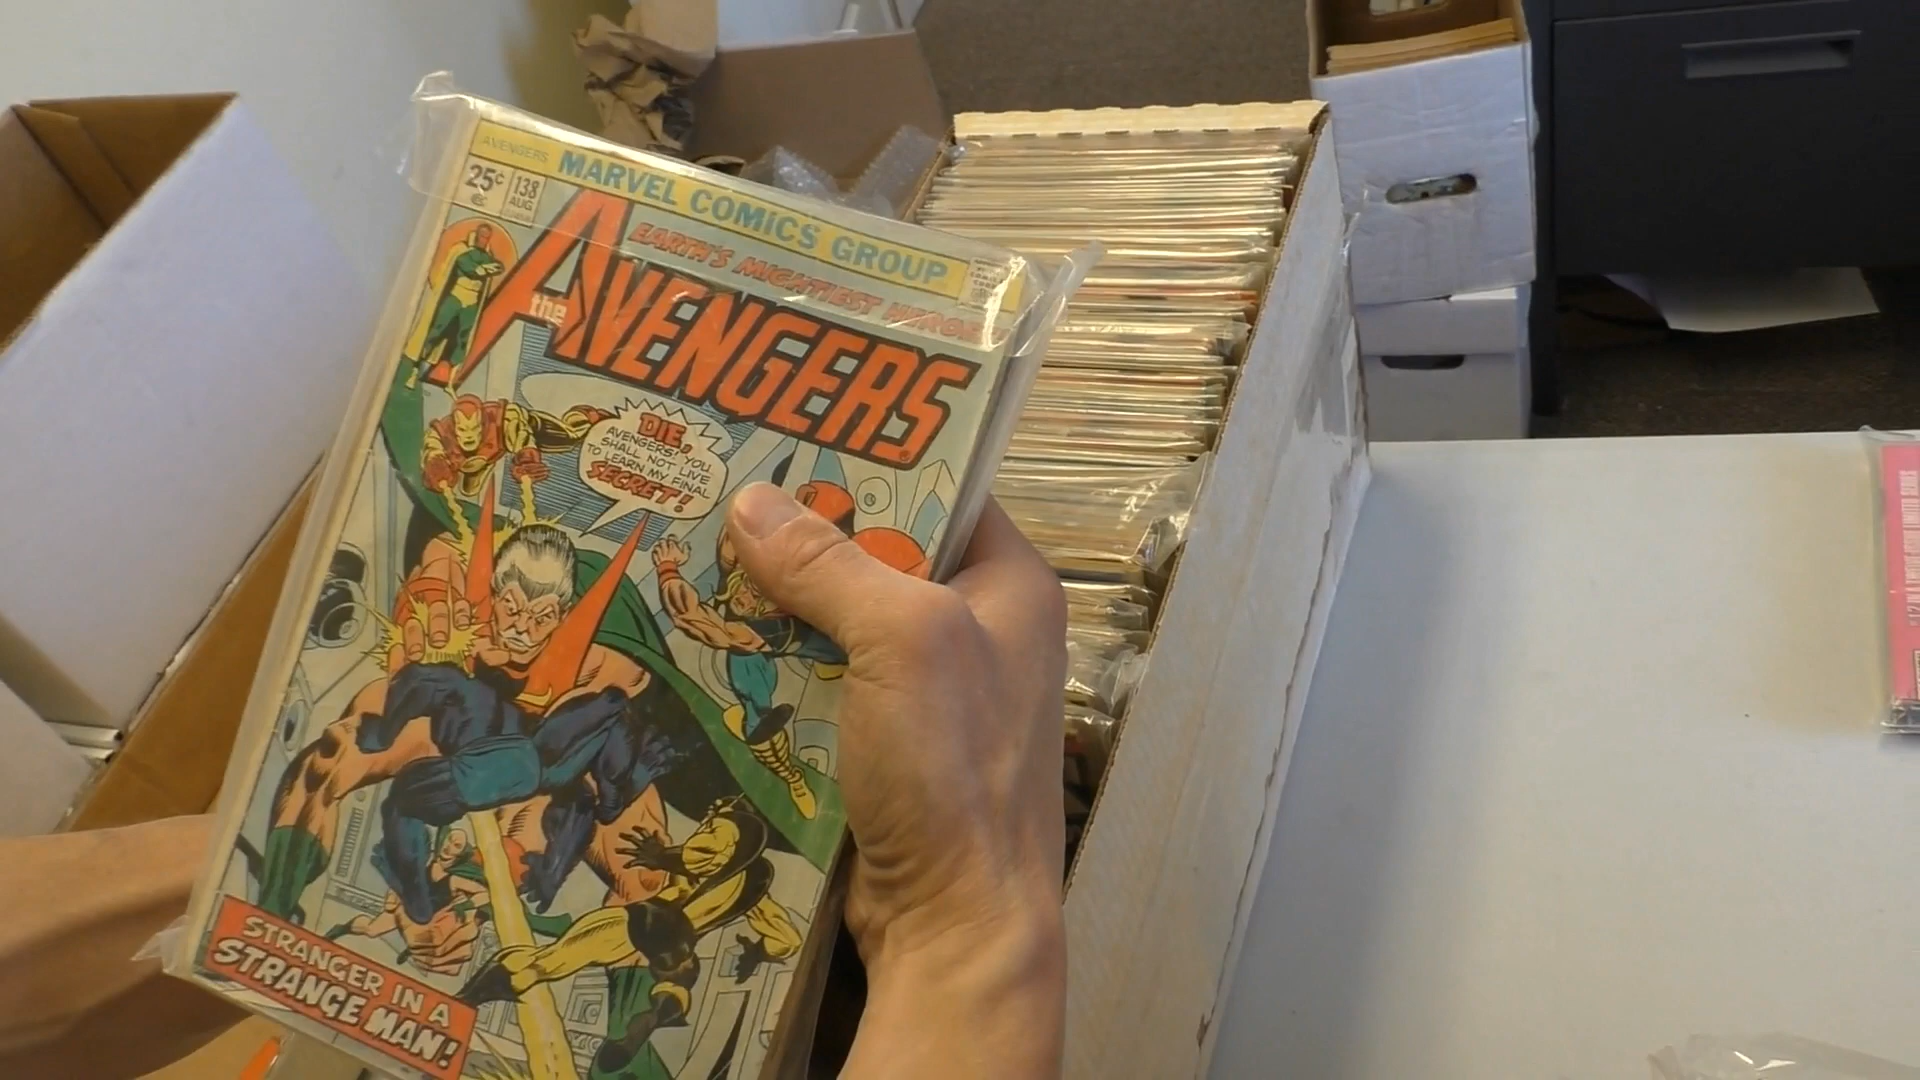 AVENGERS
MARVEL COMICS GROUP
25¢
138
AUG
EARTH'S MIGHTIEST HEROES
the AVENGERS
DIE,
AVENGERS! YOU
SHALL NOT LIVE
TO LEARN MY FINAL
SECRET!
STRANGER IN A
STRANGE MAN!